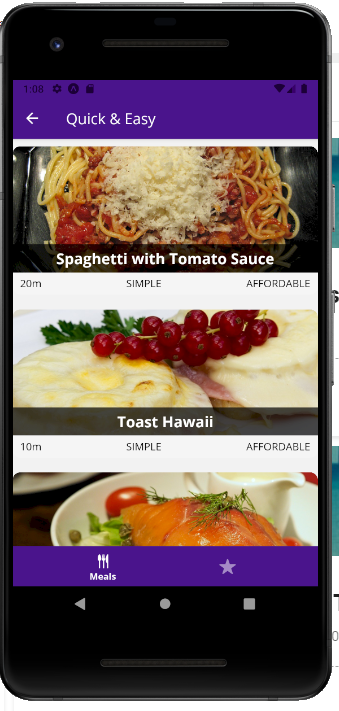 1:08
Quick & Easy
Spaghetti with Tomato Sauce
20m SIMPLE AFFORDABLE
Toast Hawaii
10m SIMPLE AFFORDABLE
Meals